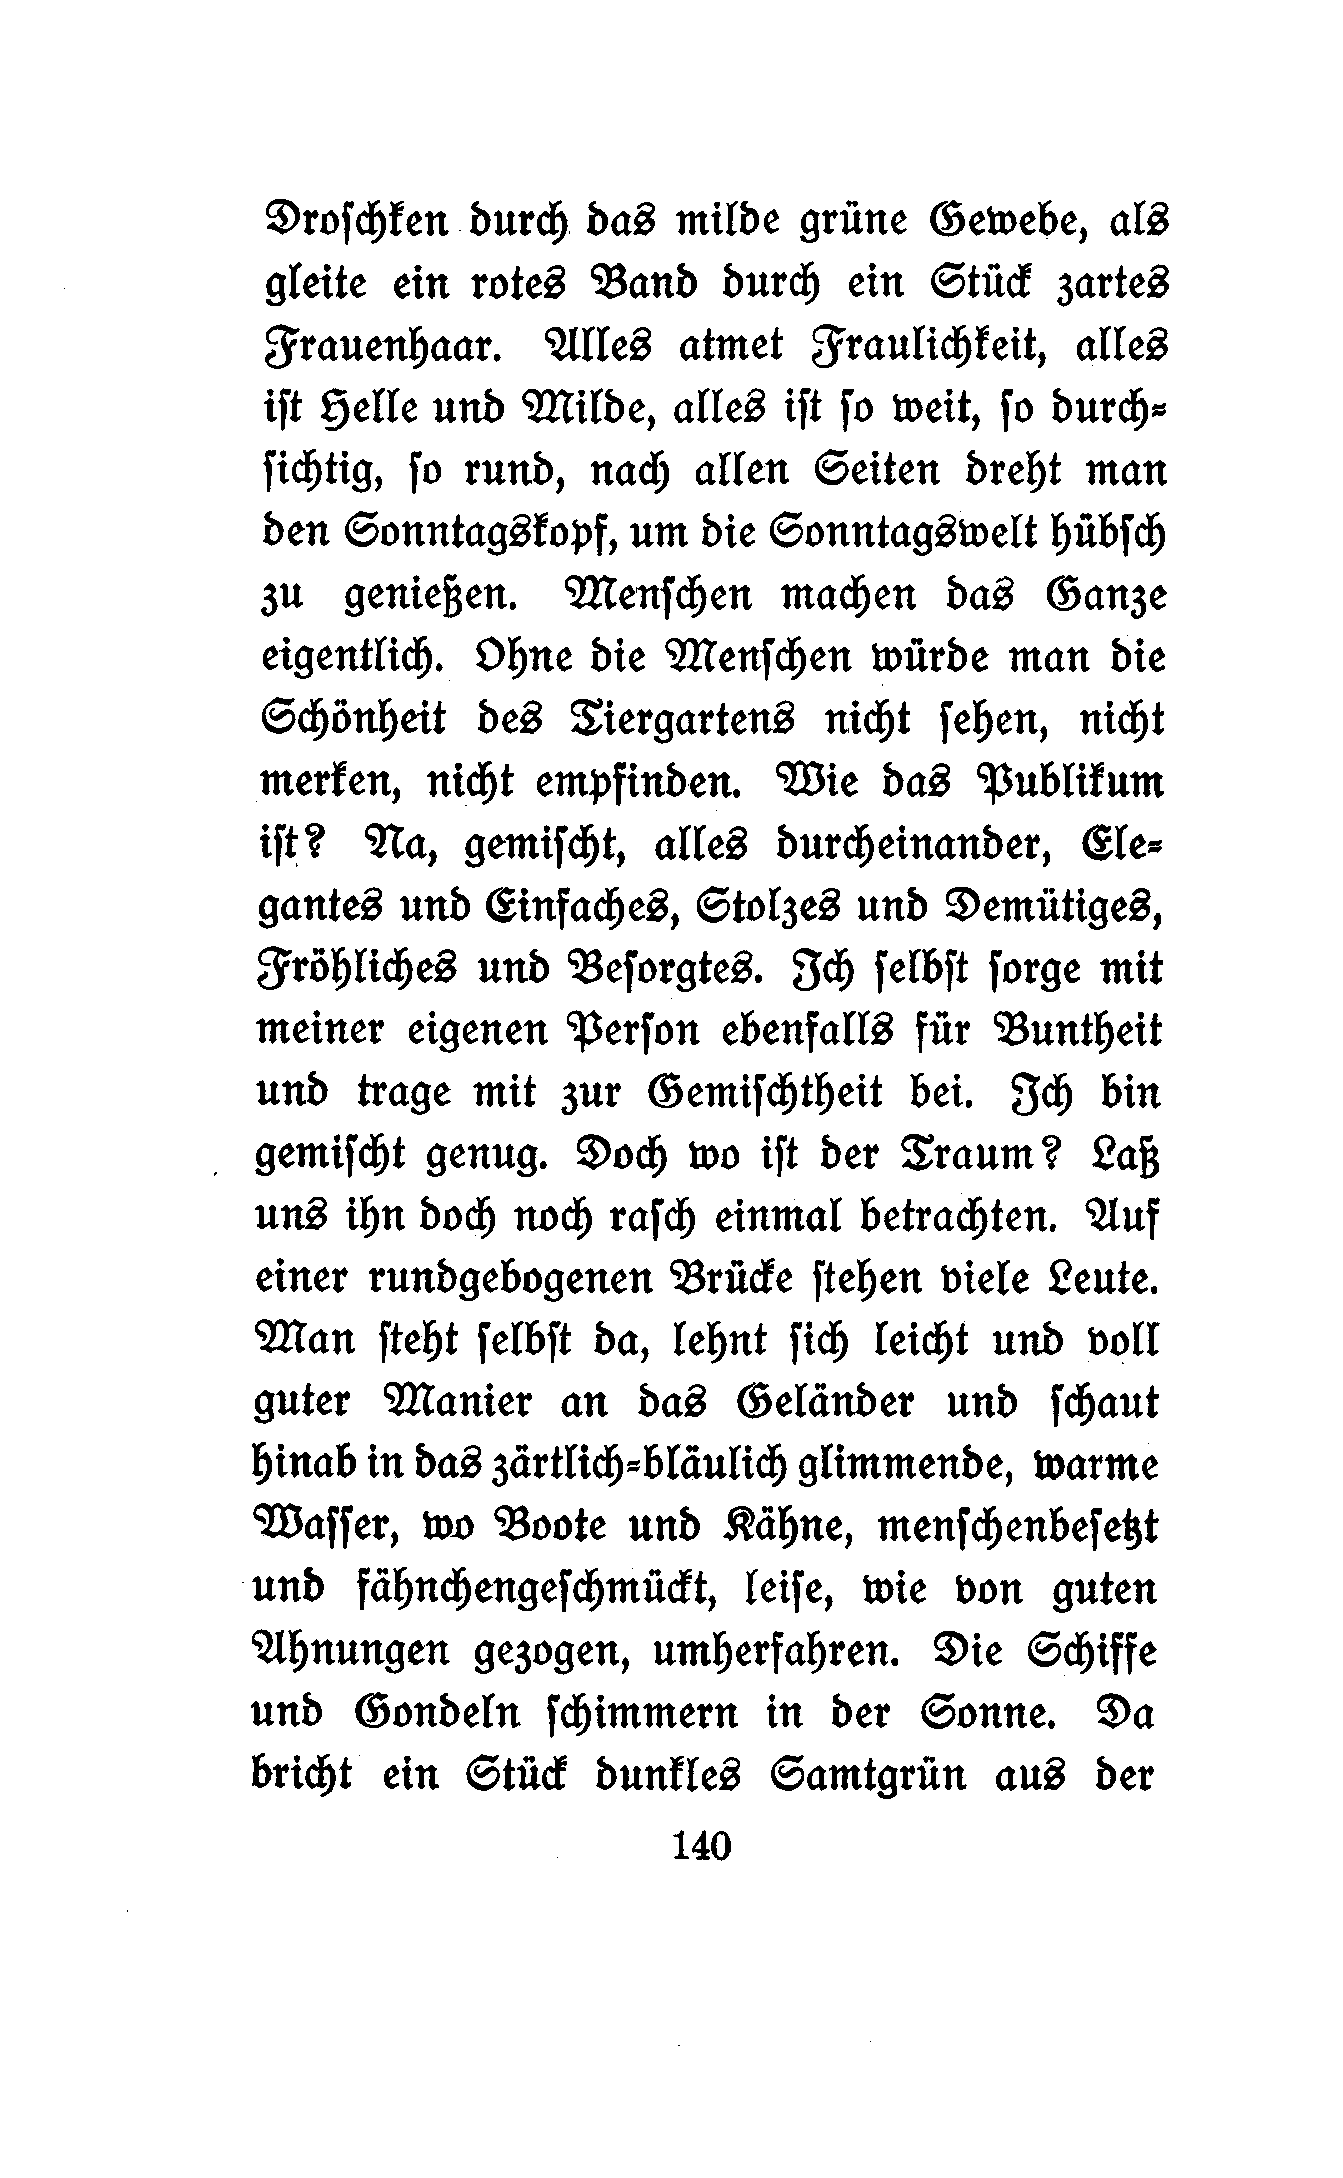 Droschken durch das milde grüne Gewebe, als
gleite ein rotes Band durch ein Stück zartes
Frauenhaar. Alles atmet Fraulichkeit, alles
ist Helle und Milde, alles ist so weit, so durch-
sichtig, so rund, nach allen Seiten dreht man
den Sonntagskopf, um die Sonntagswelt hübsch
zu genießen. Menschen machen das Ganze
eigentlich. Ohne die Menschen würde man die
Schönheit des Tiergartens nicht sehen, nicht
merken, nicht empfinden. Wie das Publikum
ist? Na, gemischt, alles durcheinander, Ele-
gantes und Einfaches, Stolzes und Demütiges,
Fröhliches und Besorgtes. Ich selbst sorge mit
meiner eigenen Person ebenfalls für Buntheit
und trage mit zur Gemischtheit bei. Ich bin
gemischt genug. Doch wo ist der Traum? Laß
uns ihn doch noch rasch einmal betrachten. Auf
einer rundgebogenen Brücke stehen viele Leute.
Man steht selbst da, lehnt sich leicht und voll
guter Manier an das Geländer und schaut
hinab in das zärtlich-bläulich glimmende, warme
Wasser, wo Boote und Kähne, menschenbesetzt
und fähnchengeschmückt, leise, wie von guten
Ahnungen gezogen, umherfahren. Die Schiffe
und Gondeln schimmern in der Sonne. Da
bricht ein Stück dunkles Samtgrün aus der
140